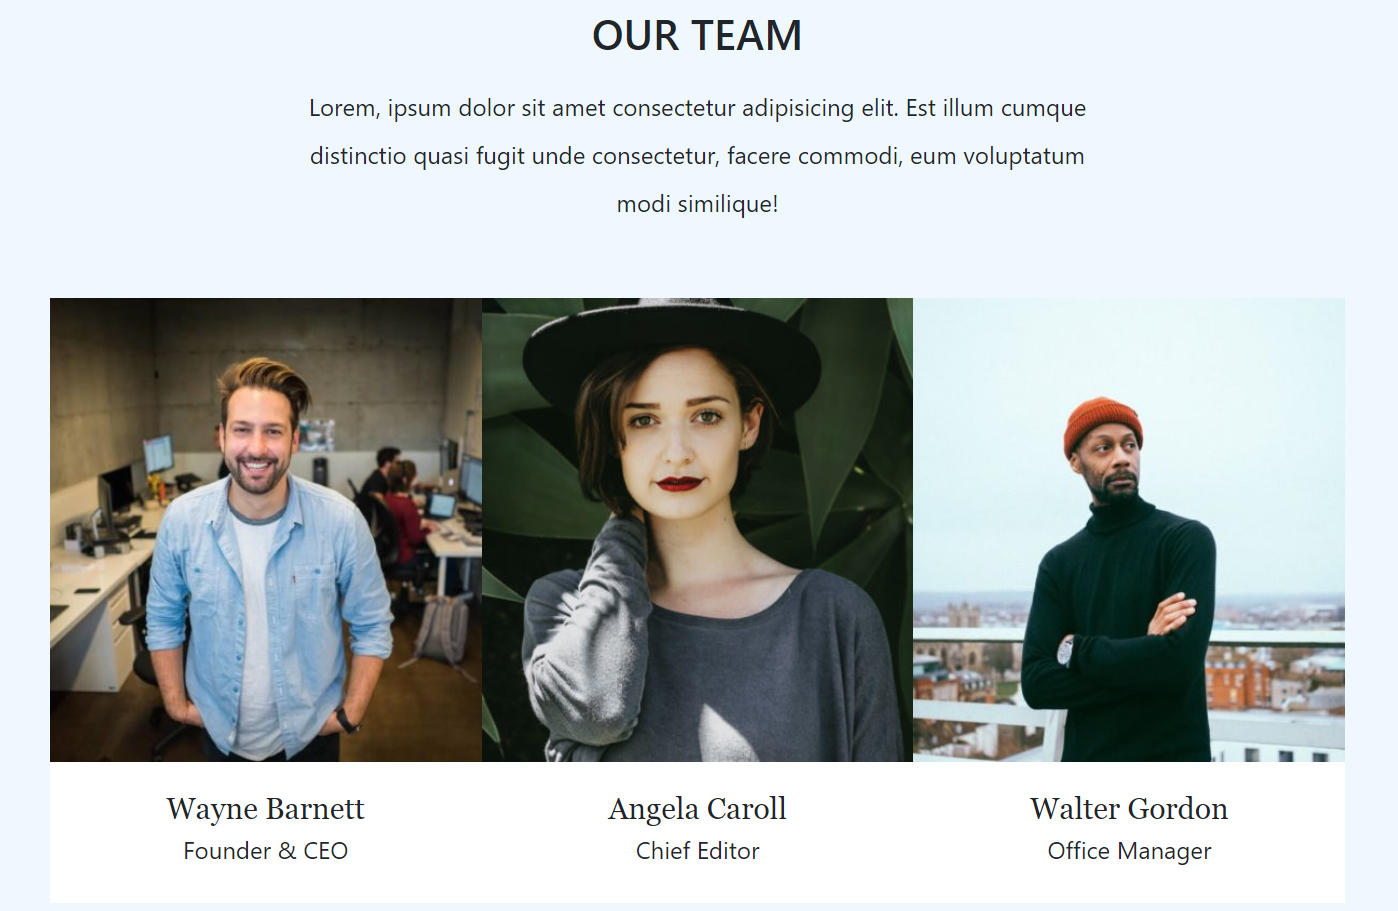 OUR TEAM
Lorem, ipsum dolor sit amet consectetur adipisicing elit. Est illum cumque
distinctio quasi fugit unde consectetur, facere commodi, eum voluptatum
modi similique!
Wayne Barnett
Founder & CEO
Angela Caroll
Chief Editor
Walter Gordon
Office Manager